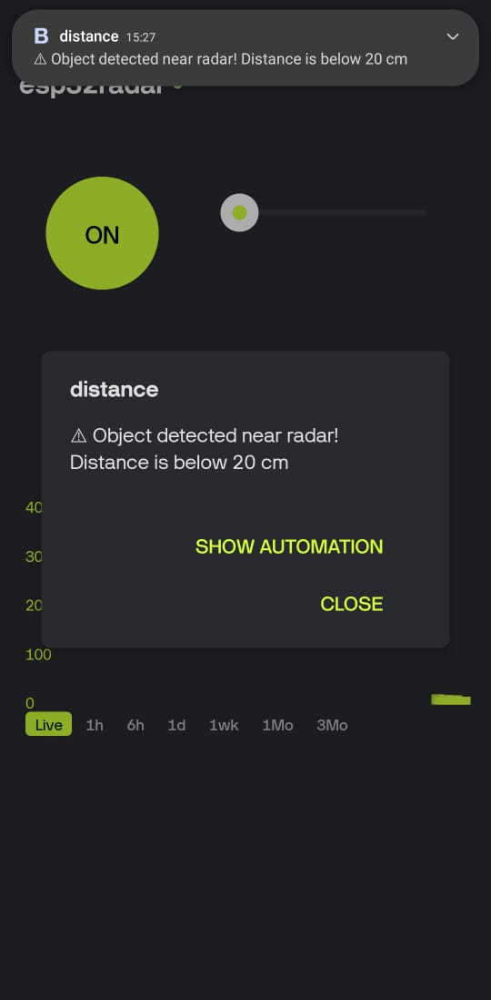 B distance 15:27
⚠ Object detected near radar! Distance is below 20 cm
esp32radar
ON
distance
⚠ Object detected near radar!
Distance is below 20 cm
40
30
SHOW AUTOMATION
20
CLOSE
100
0
Live 1h 6h 1d 1wk 1Mo 3Mo